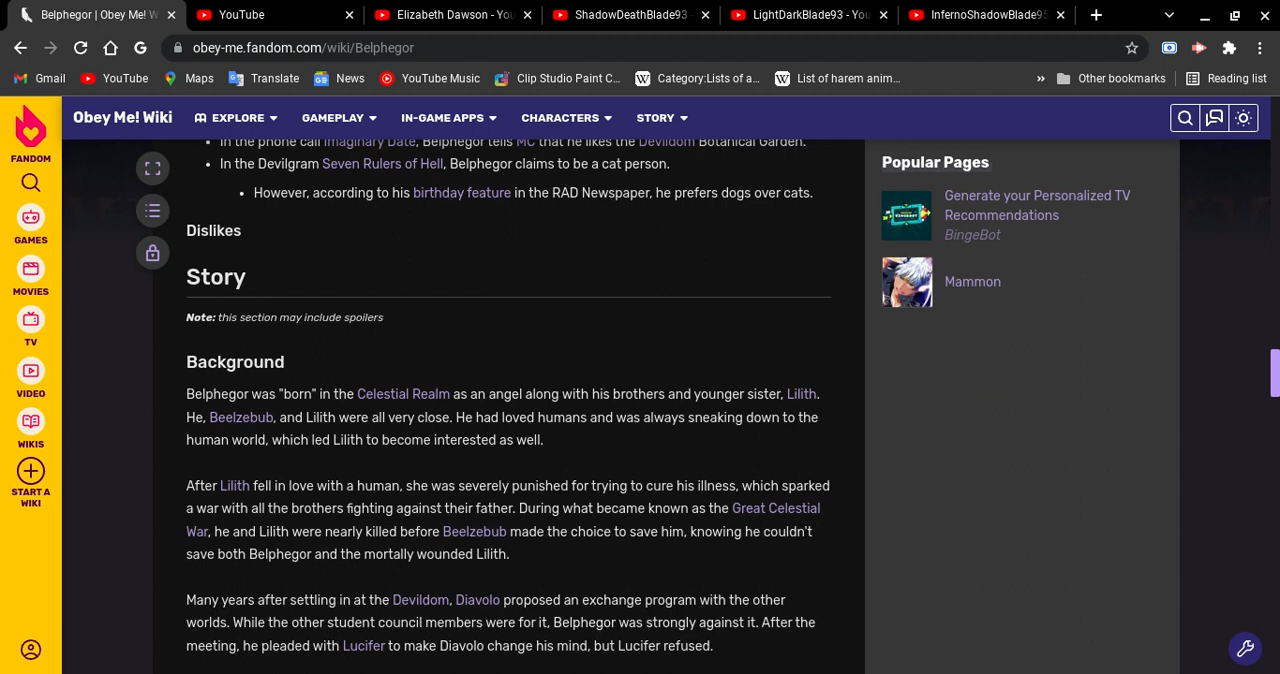 Belphegor | Obey Me! W
YouTube
Elizabeth Dawson - You
ShadowDeathBlade93 -
LightDarkBlade93 - You
InfernoShadowBlade95
obey-me.fandom.com/wiki/Belphegor
Gmail
YouTube
Maps
Translate
News
YouTube Music
Clip Studio Paint C...
Category:Lists of a...
List of harem anim...
»
Other bookmarks
Reading list
FANDOM
GAMES
MOVIES
TV
VIDEO
WIKIS
START A
WIKI
Obey Me! Wiki
EXPLORE
GAMEPLAY
IN-GAME APPS
CHARACTERS
STORY
• In the phone call Imaginary Date, Belphegor tells MC that he likes the Devildom Botanical Garden.
• In the Devilgram Seven Rulers of Hell, Belphegor claims to be a cat person.
• However, according to his birthday feature in the RAD Newspaper, he prefers dogs over cats.
Dislikes
Story
Note: this section may include spoilers
Background
Belphegor was "born" in the Celestial Realm as an angel along with his brothers and younger sister, Lilith.
He, Beelzebub, and Lilith were all very close. He had loved humans and was always sneaking down to the
human world, which led Lilith to become interested as well.
After Lilith fell in love with a human, she was severely punished for trying to cure his illness, which sparked
a war with all the brothers fighting against their father. During what became known as the Great Celestial
War, he and Lilith were nearly killed before Beelzebub made the choice to save him, knowing he couldn't
save both Belphegor and the mortally wounded Lilith.
Many years after settling in at the Devildom, Diavolo proposed an exchange program with the other
worlds. While the other student council members were for it, Belphegor was strongly against it. After the
meeting, he pleaded with Lucifer to make Diavolo change his mind, but Lucifer refused.
Popular Pages
Generate your Personalized TV
Recommendations
BingeBot
Mammon